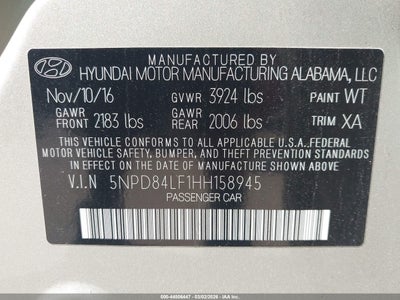 MANUFACTURED BY
HYUNDAI MOTOR MANUFACTURING ALABAMA, LLC
Nov/10/16 GVWR 3924 lbs PAINT WT
GAWR GAWR
FRONT 2183 lbs REAR 2006 lbs TRIM XA
THIS VEHICLE CONFORMS TO ALL APPLICABLE U.S.A. FEDERAL
MOTOR VEHICLE SAFETY, BUMPER, AND THEFT PREVENTION STANDARDS
IN EFFECT ON THE DATE OF MANUFACTURE SHOWN ABOVE.
V.I.N 5NPD84LF1HH158945
PASSENGER CAR
© IAA, Inc.